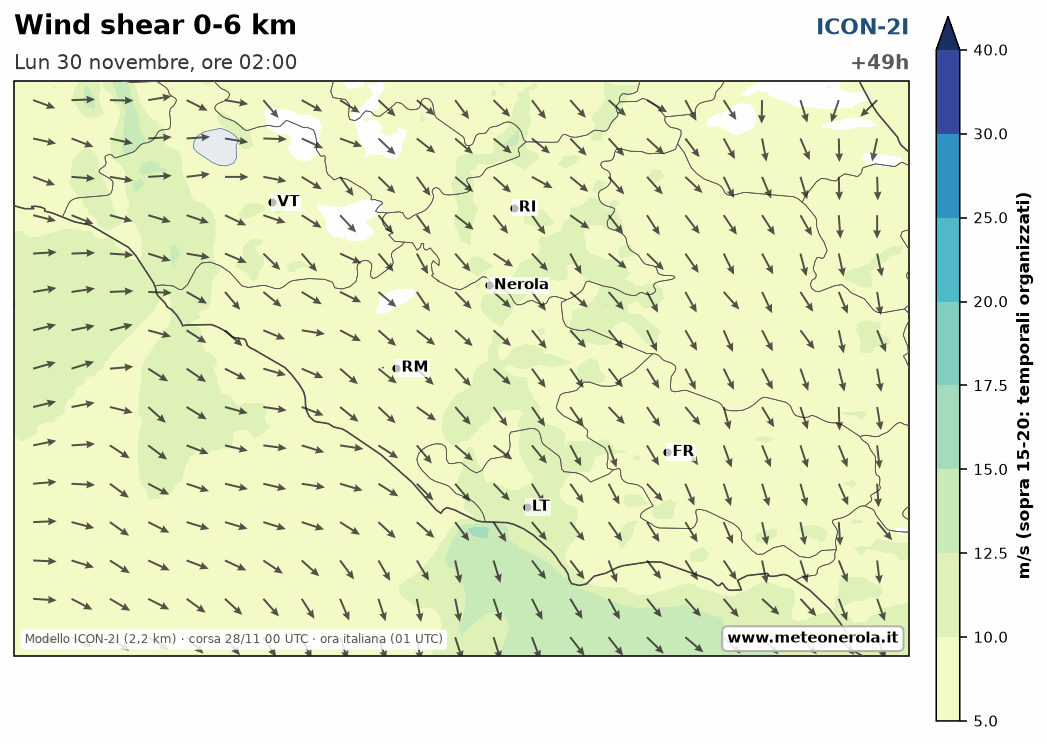 Wind shear 0-6 km
ICON-2I
Lun 30 novembre, ore 02:00
+49h
VT
RI
Nerola
RM
FR
LT
Modello ICON-2I (2,2 km) · corsa 28/11 00 UTC · ora italiana (01 UTC)
www.meteonerola.it
40.0
30.0
25.0
20.0
17.5
15.0
12.5
10.0
5.0
m/s (sopra 15-20: temporali organizzati)